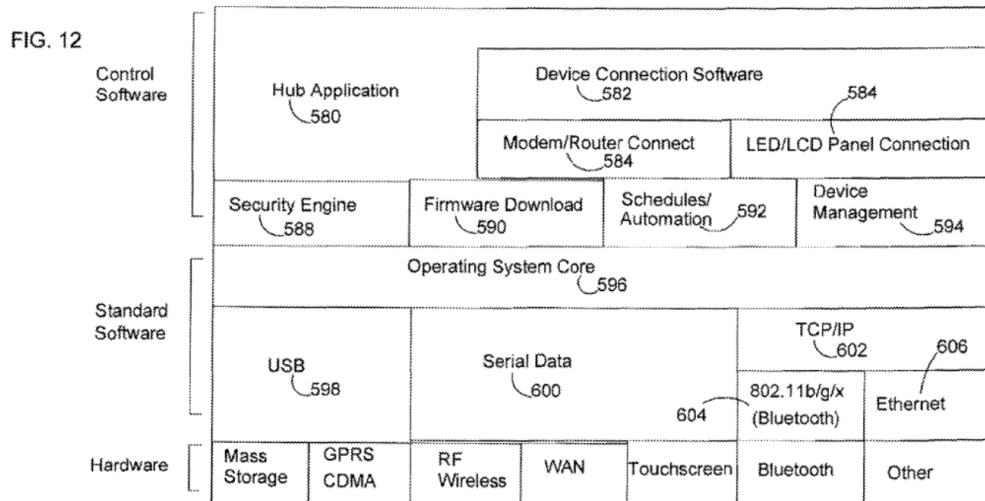 FIG. 12
Control
Software
Hub Application
580
Device Connection Software
582
584
Modem/Router Connect
584
LED/LCD Panel Connection
Security Engine
588
Firmware Download
590
Schedules/
Automation
592
Device
Management
594
Operating System Core
596
Standard
Software
USB
598
Serial Data
600
TCP/IP
602
606
604
802.11b/g/x
(Bluetooth)
Ethernet
Hardware
Mass
Storage
GPRS
CDMA
RF
Wireless
WAN
Touchscreen
Bluetooth
Other